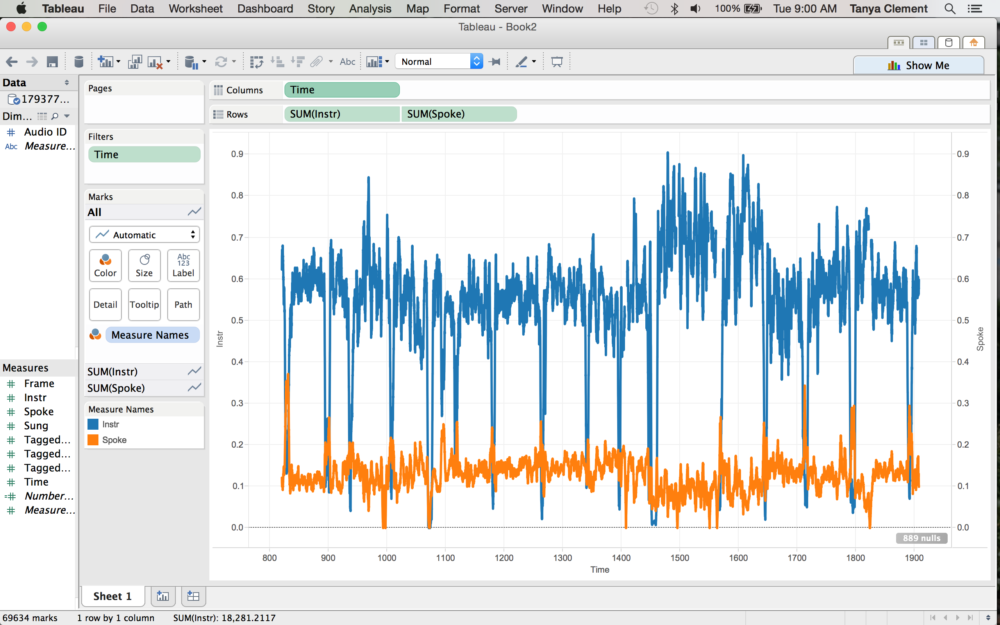 Tableau File Data Worksheet Dashboard Story Analysis Map Format Server Window Help 100% Tue 9:00 AM Tanya Clement
Tableau - Book2
Abc Normal Show Me
Data
179377...
Dim...
# Audio ID
Abc Measure...
Measures
# Frame
# Instr
# Spoke
# Sung
# Tagged...
# Tagged...
# Tagged...
# Time
=# Number...
# Measure...
Pages
Filters
Time
Marks
All
Automatic
Color Size Abc 123 Label
Detail Tooltip Path
Measure Names
SUM(Instr)
SUM(Spoke)
Measure Names
Instr
Spoke
Columns Time
Rows SUM(Instr) SUM(Spoke)
0.9 0.9
0.8 0.8
0.7 0.7
0.6 0.6
0.5 0.5
Instr Spoke
0.4 0.4
0.3 0.3
0.2 0.2
0.1 0.1
0.0 0.0
889 nulls
800 900 1000 1100 1200 1300 1400 1500 1600 1700 1800 1900
Time
Sheet 1
69634 marks 1 row by 1 column SUM(Instr): 18,281.2117